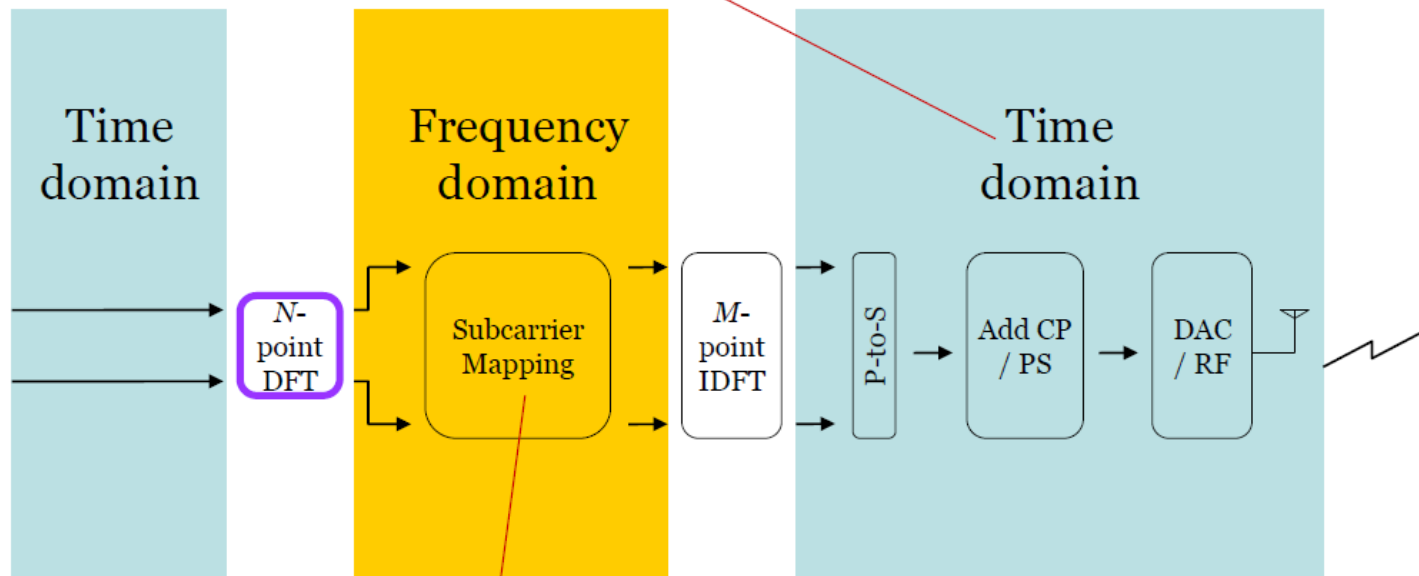 Time
domain
Frequency
domain
Time
domain
N-
point
DFT
Subcarrier
Mapping
M-
point
IDFT
P-to-S
Add CP
/ PS
DAC
/ RF